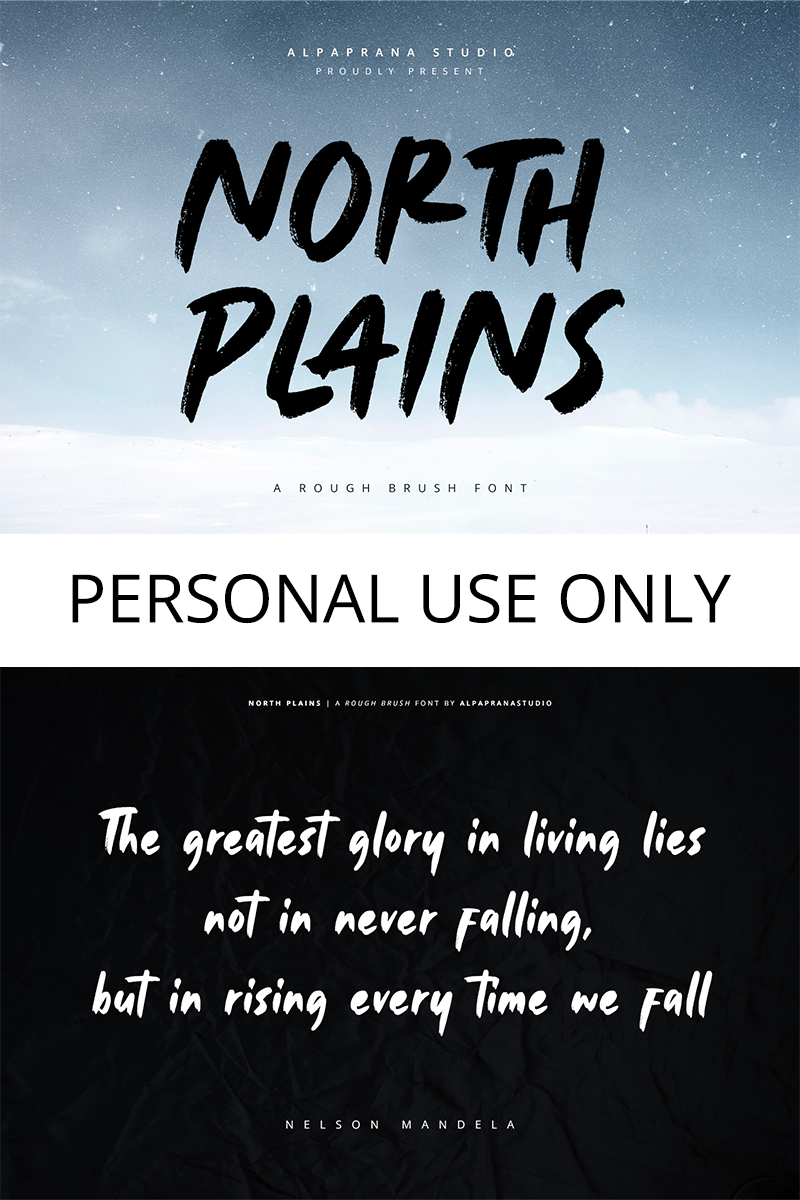 ALPAPRANA STUDIO
PROUDLY PRESENT
NORTH
PLAINS
A ROUGH BRUSH FONT
PERSONAL USE ONLY
NORTH PLAINS | A ROUGH BRUSH FONT BY ALPAPRANASTUDIO
The greatest glory in living lies
not in never falling,
but in rising every time we fall
NELSON MANDELA